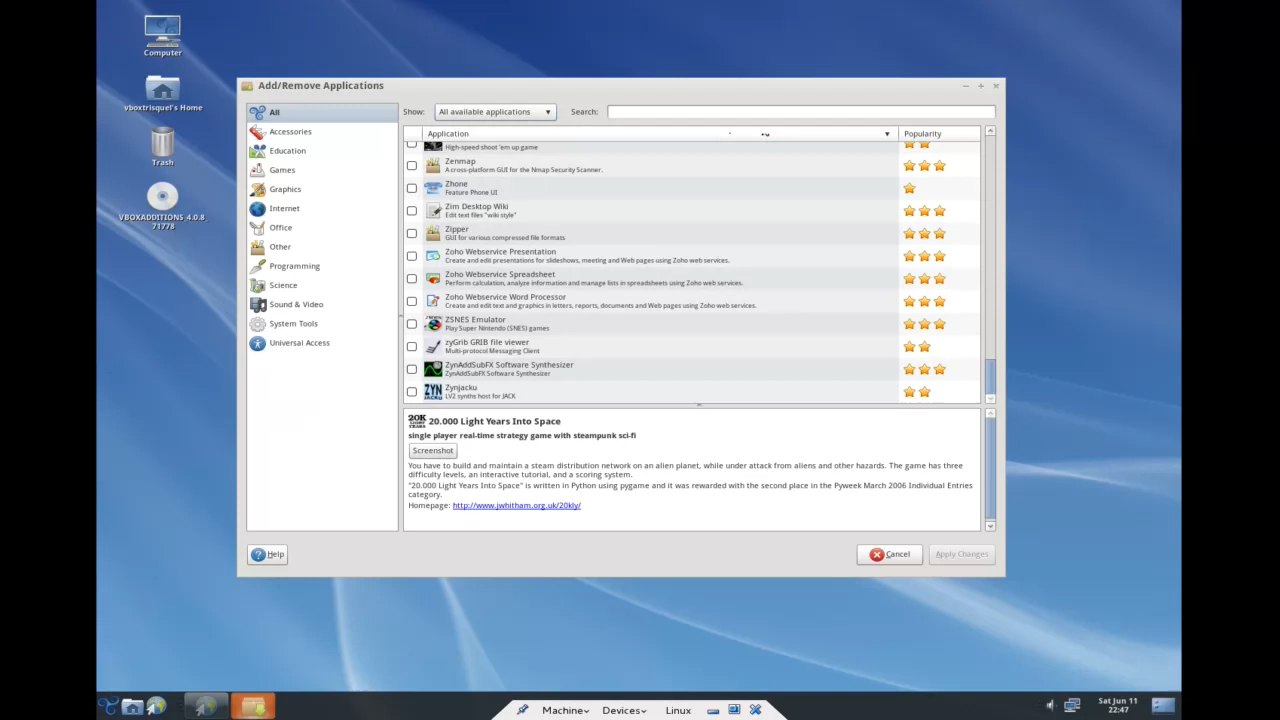 Computer
vboxtrisquel's Home
Trash
VBOXADDITIONS_4.0.8_
71778
Add/Remove Applications
All
Accessories
Education
Games
Graphics
Internet
Office
Other
Programming
Science
Sound & Video
System Tools
Universal Access
Show: All available applications Search:
Application Popularity
High-speed shoot 'em up game
Zenmap
A cross-platform GUI for the Nmap Security Scanner.
Zhone
Feature Phone UI
Zim Desktop Wiki
Edit text files "wiki style"
Zipper
GUI for various compressed file formats
Zoho Webservice Presentation
Create and edit presentations for slideshows, meeting and Web pages using Zoho web services.
Zoho Webservice Spreadsheet
Perform calculation, analyze information and manage lists in spreadsheets using Zoho web services.
Zoho Webservice Word Processor
Create and edit text and graphics in letters, reports, documents and Web pages using Zoho web services.
ZSNES Emulator
Play Super Nintendo (SNES) games
zyGrib GRIB file viewer
Multi-protocol Messaging Client
ZynAddSubFX Software Synthesizer
ZynAddSubFX Software Synthesizer
ZYN
JACKU
Zynjacku
LV2 synths host for JACK
20K
LIGHT
YEARS
20.000 Light Years Into Space
single player real-time strategy game with steampunk sci-fi
Screenshot
You have to build and maintain a steam distribution network on an alien planet, while under attack from aliens and other hazards. The game has three
difficulty levels, an interactive tutorial, and a scoring system.
"20.000 Light Years Into Space" is written in Python using pygame and it was rewarded with the second place in the Pyweek March 2006 Individual Entries
category.
Homepage: http://www.jwhitham.org.uk/20kly/
Help
Cancel
Apply Changes
Machine Devices Linux
Sat Jun 11
22:47